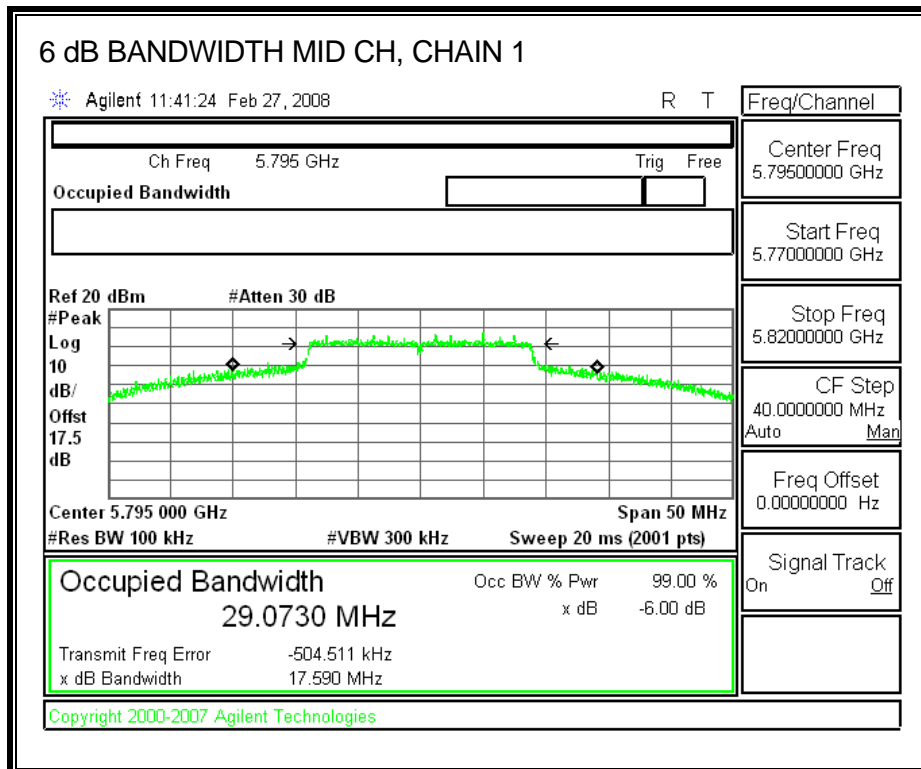 6 dB BANDWIDTH MID CH, CHAIN 1
Agilent 11:41:24 Feb 27, 2008 R T
Freq/Channel
Ch Freq 5.795 GHz Trig Free
Occupied Bandwidth
Center Freq
5.79500000 GHz
Start Freq
5.77000000 GHz
Stop Freq
5.82000000 GHz
CF Step
40.0000000 MHz
Auto Man
Freq Offset
0.00000000 Hz
Signal Track
On Off
Ref 20 dBm #Atten 30 dB
#Peak
Log
10
dB/
Offst
17.5
dB
Center 5.795 000 GHz Span 50 MHz
#Res BW 100 kHz #VBW 300 kHz Sweep 20 ms (2001 pts)
Occupied Bandwidth Occ BW % Pwr 99.00 %
29.0730 MHz x dB -6.00 dB
Transmit Freq Error -504.511 kHz
x dB Bandwidth 17.590 MHz
Copyright 2000-2007 Agilent Technologies